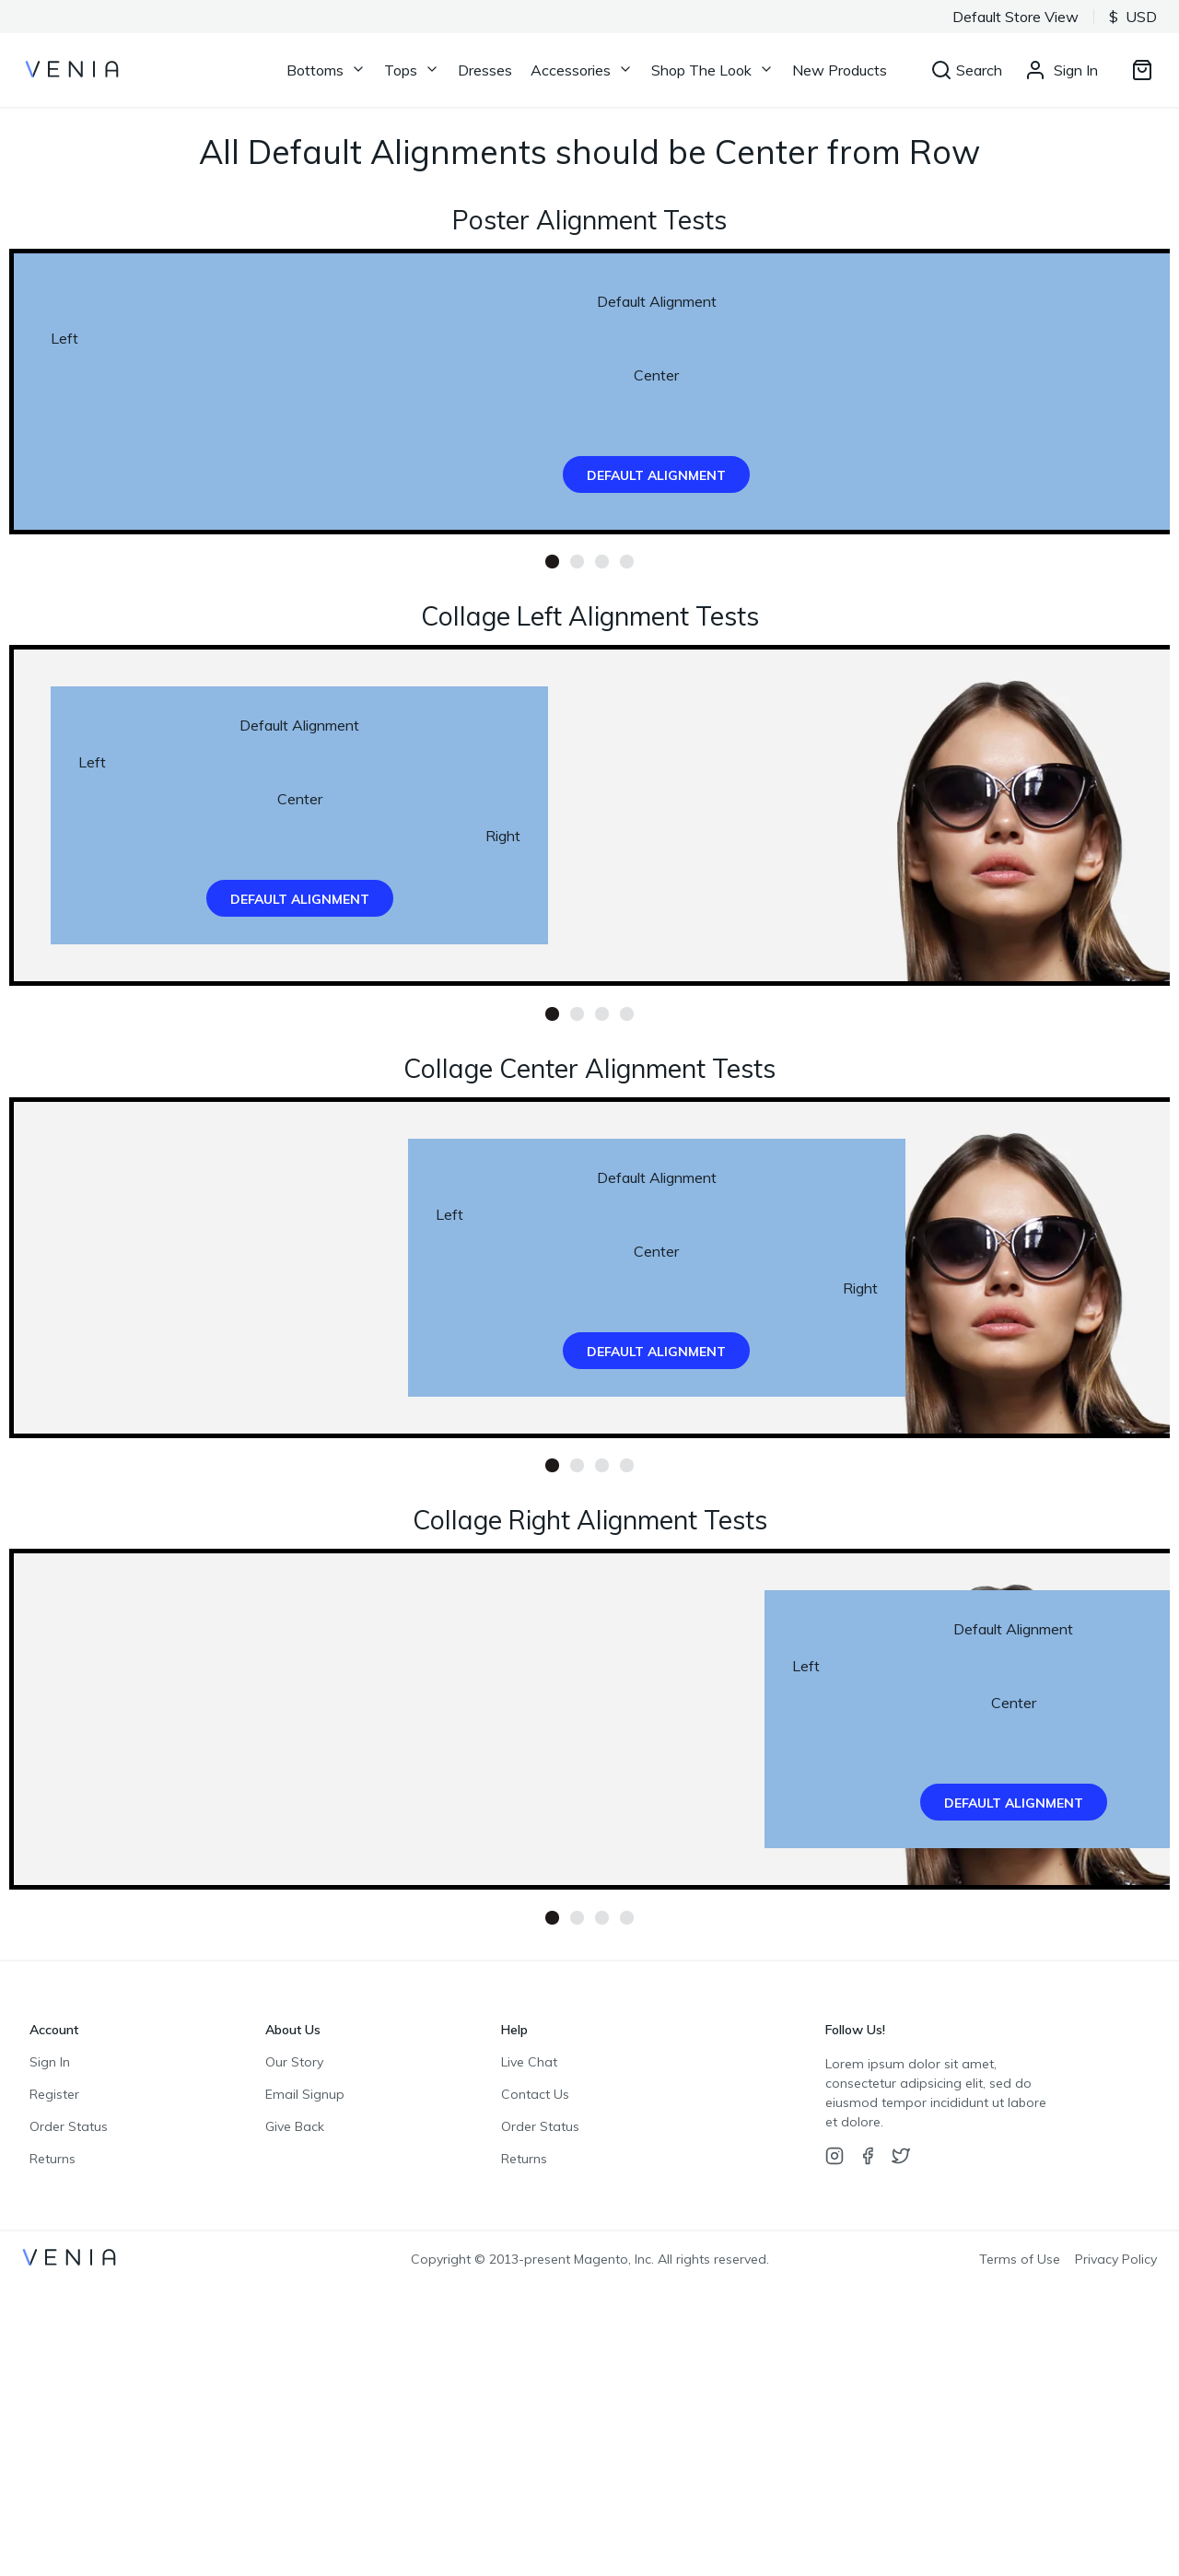 Default Store View $ USD
VENIA Bottoms Tops Dresses Accessories Shop The Look New Products Search Sign In
All Default Alignments should be Center from Row
Poster Alignment Tests
Default Alignment
Left
Center
DEFAULT ALIGNMENT
Collage Left Alignment Tests
Default Alignment
Left
Center
Right
DEFAULT ALIGNMENT
Collage Center Alignment Tests
Default Alignment
Left
Center
Right
DEFAULT ALIGNMENT
Collage Right Alignment Tests
Default Alignment
Left
Center
DEFAULT ALIGNMENT
Account
Sign In
Register
Order Status
Returns
About Us
Our Story
Email Signup
Give Back
Help
Live Chat
Contact Us
Order Status
Returns
Follow Us!
Lorem ipsum dolor sit amet,
consectetur adipsicing elit, sed do
eiusmod tempor incididunt ut labore
et dolore.
VENIA Copyright © 2013-present Magento, Inc. All rights reserved. Terms of Use Privacy Policy